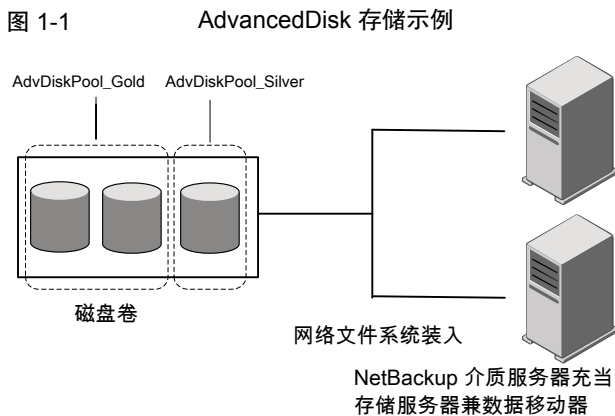 图 1-1 AdvancedDisk 存储示例
AdvDiskPool_Gold AdvDiskPool_Silver
磁盘卷
网络文件系统装入
NetBackup 介质服务器充当
存储服务器兼数据移动器